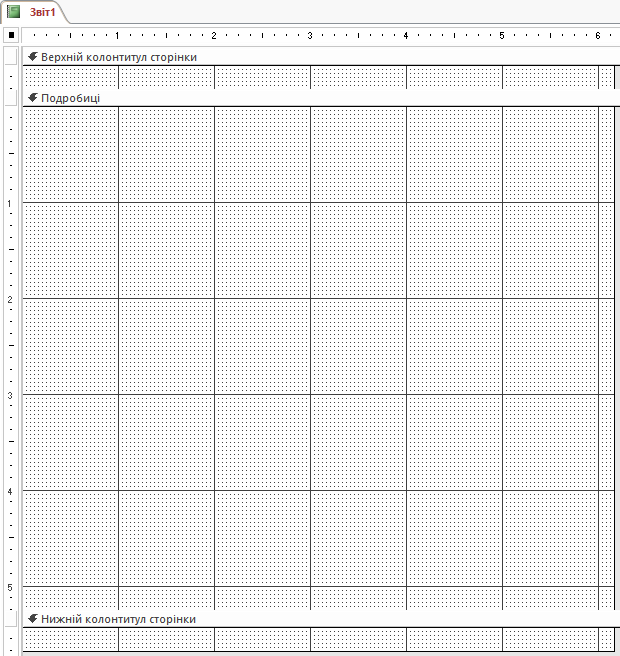 Звіт1
1 2 3 4 5 6
Верхній колонтитул сторінки
Подробиці
1
2
3
4
5
Нижній колонтитул сторінки